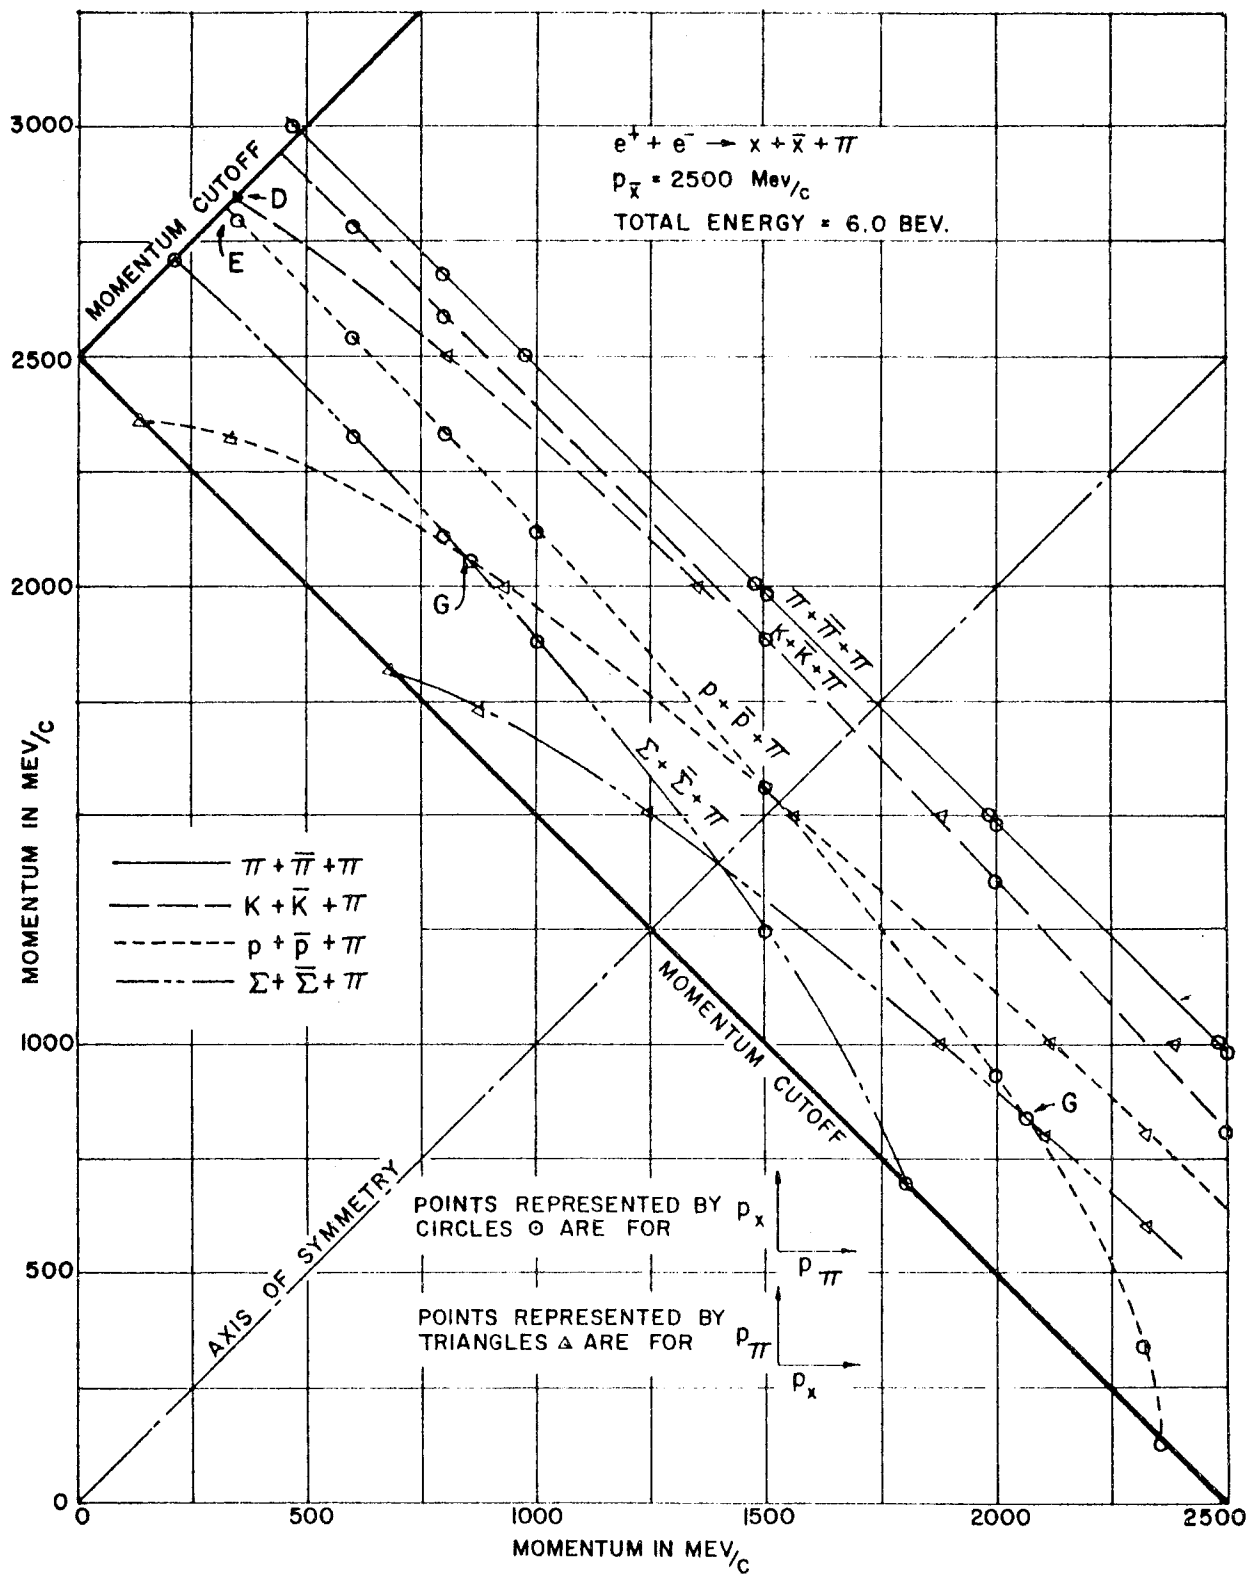 3000
2500
2000
1000
500
0
MOMENTUM IN MEV/C
MOMENTUM CUTOFF
D
E
e⁺ + e⁻ → x + x̄ + π
p_x̄ = 2500 Mev/c
TOTAL ENERGY = 6.0 BEV.
G
π + π̄ + π
K + K̄ + π
p + p̄ + π
Σ + Σ̄ + π
π + π̄ + π
K + K̄ + π
p + p̄ + π
Σ + Σ̄ + π
MOMENTUM CUTOFF
G
AXIS OF SYMMETRY
POINTS REPRESENTED BY
CIRCLES ⊙ ARE FOR
p_x
p_π
POINTS REPRESENTED BY
TRIANGLES △ ARE FOR
p_π
p_x
0 500 1000 1500 2000 2500
MOMENTUM IN MEV/C